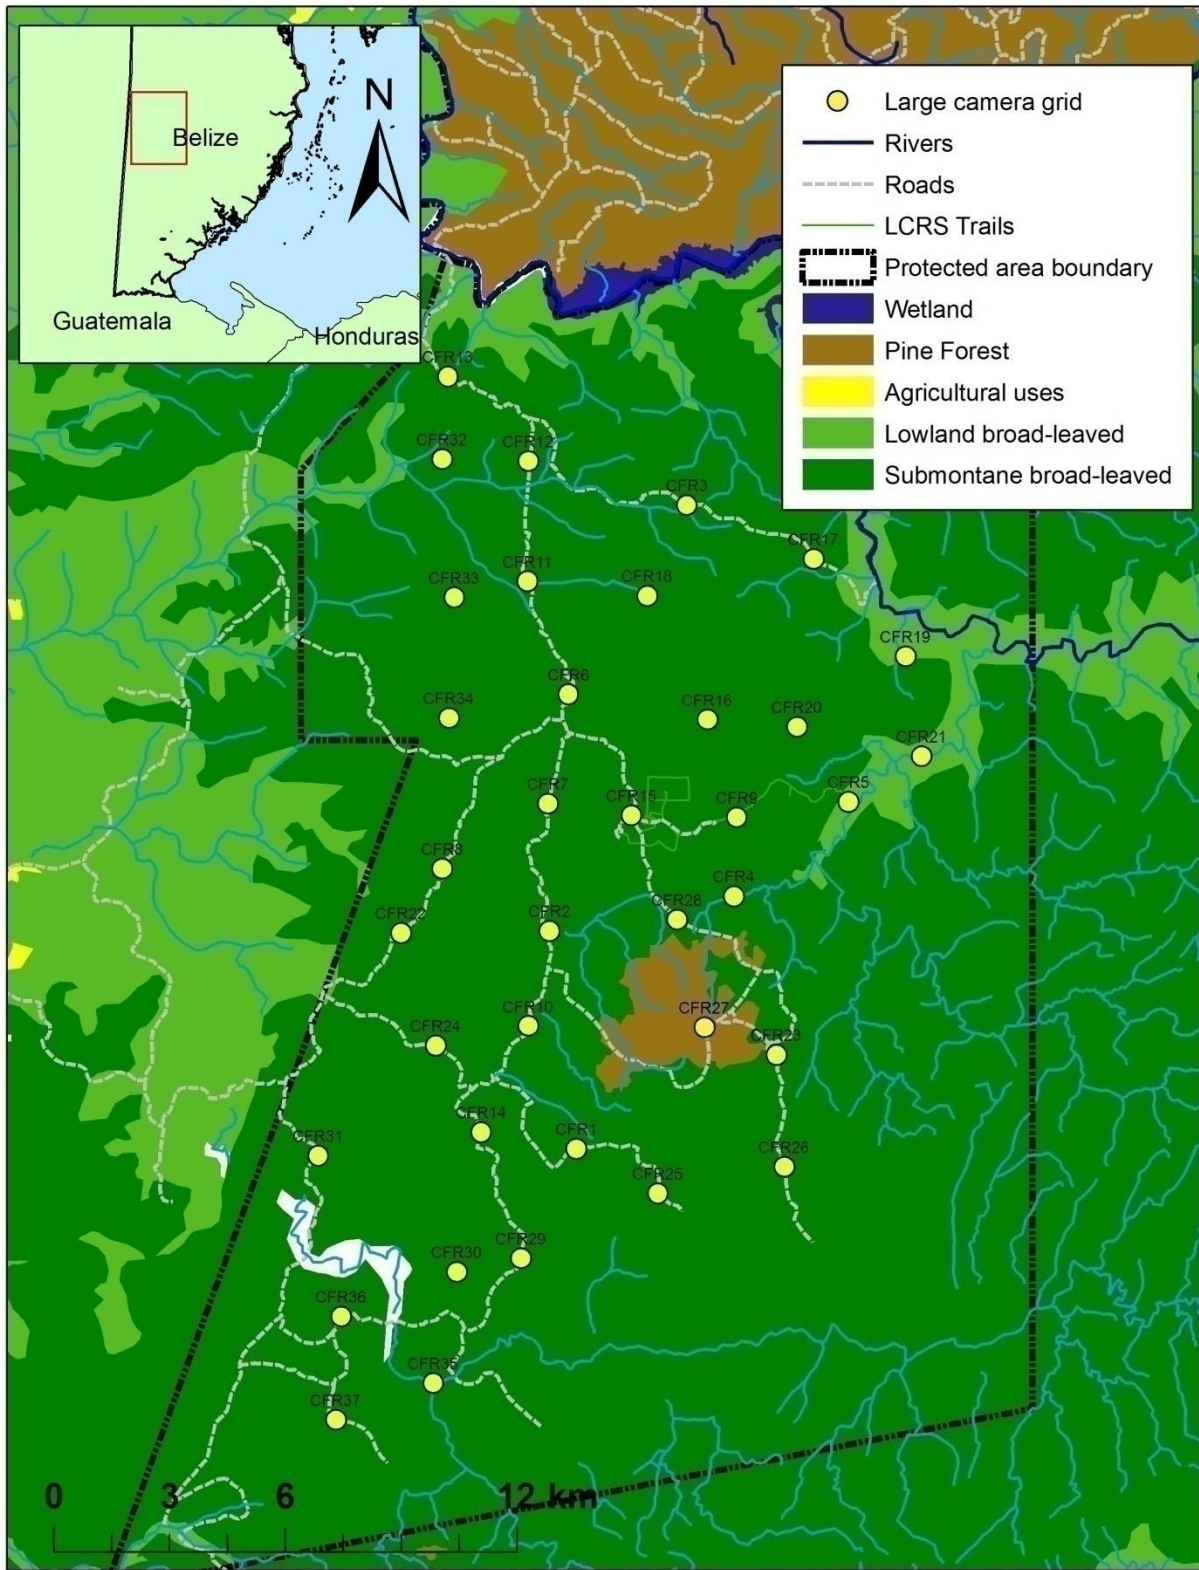 N
Belize
Guatemala
Honduras
Large camera grid
Rivers
Roads
LCRS Trails
Protected area boundary
Wetland
Pine Forest
Agricultural uses
Lowland broad-leaved
Submontane broad-leaved
CFR13
CFR32
CFR12
CFR3
CFR17
CFR11
CFR33
CFR18
CFR19
CFR6
CFR34
CFR16
CFR20
CFR21
CFR7
CFR15
CFR9
CFR5
CFR8
CFR4
CFR22
CFR2
CFR28
CFR10
CFR27
CFR24
CFR23
CFR14
CFR1
CFR31
CFR26
CFR25
CFR29
CFR30
CFR36
CFR35
CFR37
0 3 6 12 km